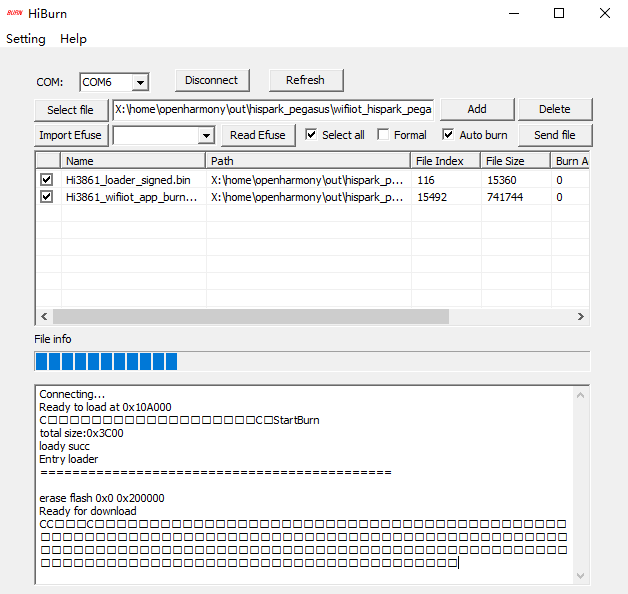 BURN HiBurn
Setting Help
COM: COM6 Disconnect Refresh
Select file X:\home\openharmony\out\hispark_pegasus\wifiiot_hispark_pega Add Delete
Import Efuse Read Efuse Select all Formal Auto burn Send file
Name Path File Index File Size Burn A
Hi3861_loader_signed.bin X:\home\openharmony\out\hispark_p... 116 15360 0
Hi3861_wifiiot_app_burn... X:\home\openharmony\out\hispark_p... 15492 741744 0
File info
Connecting...
Ready to load at 0x10A000
C□□□□□□□□□□□□□□□□□□□C□StartBurn
total size:0x3C00
loady succ
Entry loader
============================================
erase flash 0x0 0x200000
Ready for download
CC□□□C□□□□□□□□□□□□□□□□□□□□□□□□□□□□□□□□□□□□□□□□□□
□□□□□□□□□□□□□□□□□□□□□□□□□□□□□□□□□□□□□□□□□□□□□□□□
□□□□□□□□□□□□□□□□□□□□□□□□□□□□□□□□□□□□□□□□□□□□□□□□
□□□□□□□□□□□□□□□□□□□□□□□□□□□□□□□□□□□□□□